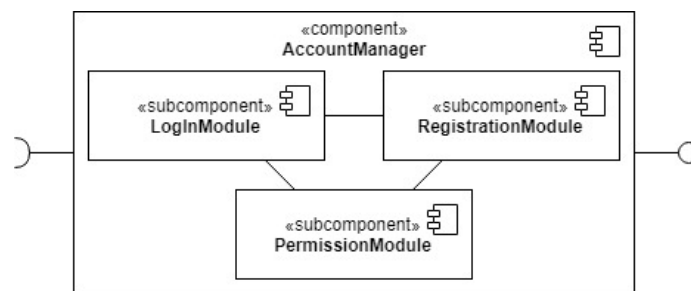 «component»
AccountManager
«subcomponent»
LogInModule
«subcomponent»
RegistrationModule
«subcomponent»
PermissionModule